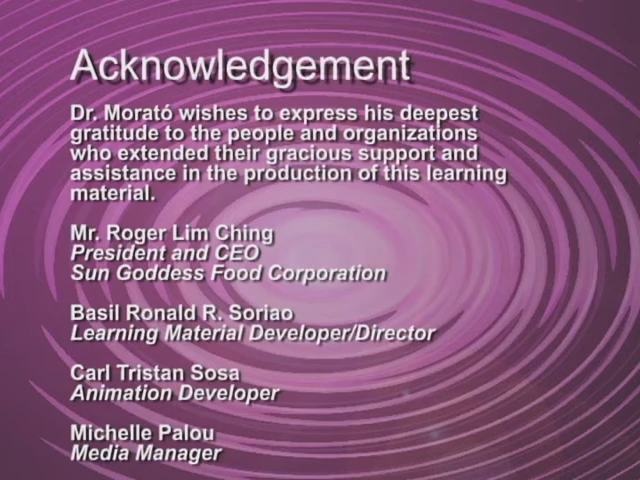 Acknowledgement
Dr. Morató wishes to express his deepest
gratitude to the people and organizations
who extended their gracious support and
assistance in the production of this learning
material.
Mr. Roger Lim Ching
President and CEO
Sun Goddess Food Corporation
Basil Ronald R. Soriao
Learning Material Developer/Director
Carl Tristan Sosa
Animation Developer
Michelle Palou
Media Manager